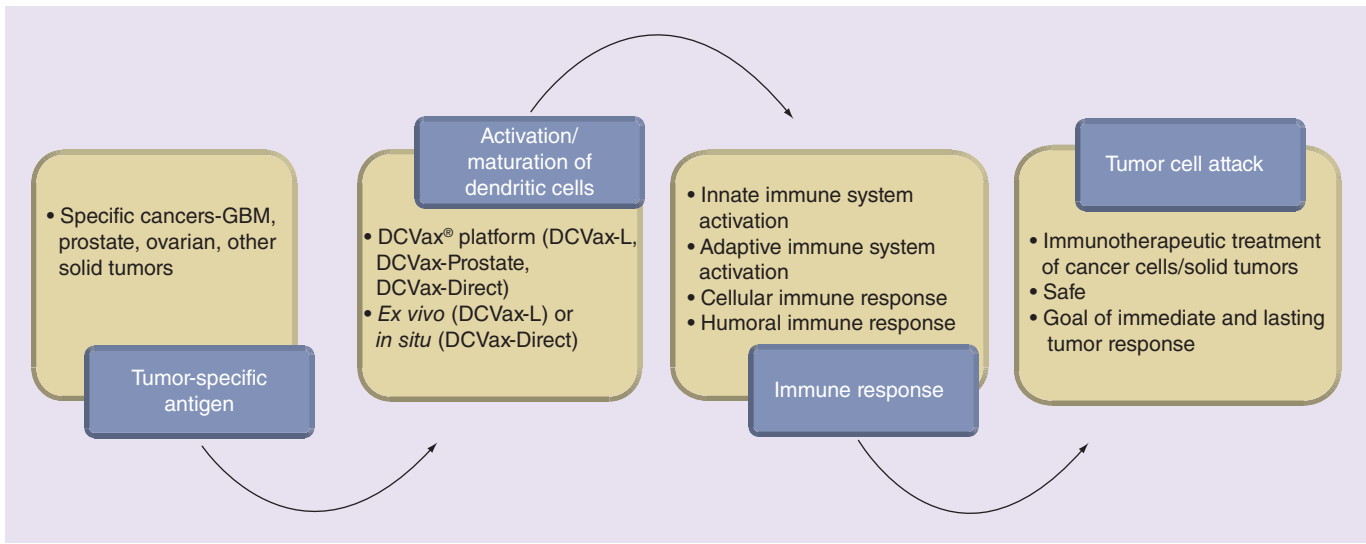 • Specific cancers-GBM,
prostate, ovarian, other
solid tumors
Tumor-specific
antigen
Activation/
maturation of
dendritic cells
• DCVax® platform (DCVax-L,
DCVax-Prostate,
DCVax-Direct)
• Ex vivo (DCVax-L) or
in situ (DCVax-Direct)
• Innate immune system
activation
• Adaptive immune system
activation
• Cellular immune response
• Humoral immune response
Immune response
Tumor cell attack
• Immunotherapeutic treatment
of cancer cells/solid tumors
• Safe
• Goal of immediate and lasting
tumor response